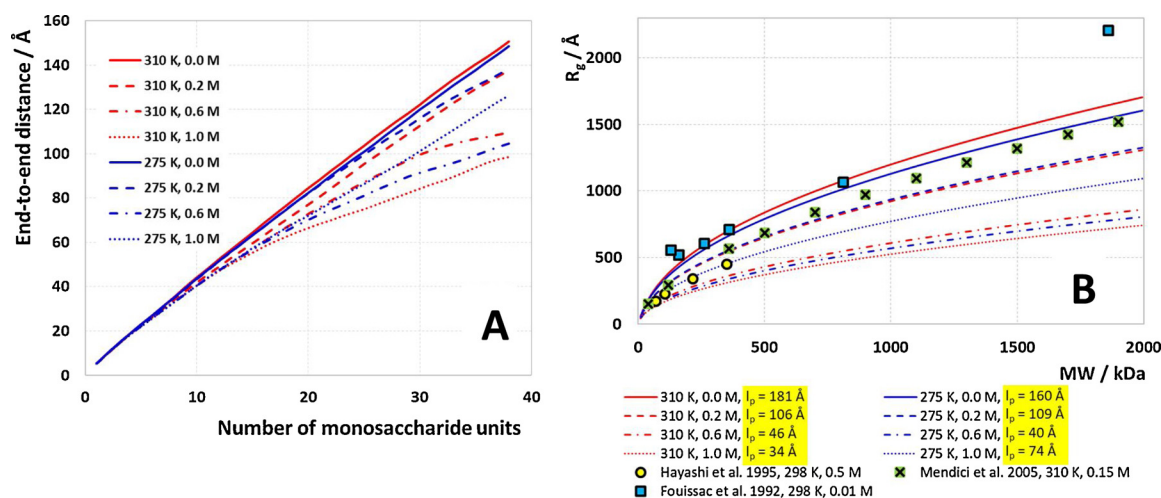 160
140
120
100
80
60
40
20
0
End-to-end distance / Å
310 K, 0.0 M
310 K, 0.2 M
310 K, 0.6 M
310 K, 1.0 M
275 K, 0.0 M
275 K, 0.2 M
275 K, 0.6 M
275 K, 1.0 M
A
0 10 20 30 40
Number of monosaccharide units
Rg / Å
2000
1500
1000
500
0
B
0 500 1000 1500 2000
MW / kDa
310 K, 0.0 M, lp = 181 Å
310 K, 0.2 M, lp = 106 Å
310 K, 0.6 M, lp = 46 Å
310 K, 1.0 M, lp = 34 Å
275 K, 0.0 M, lp = 160 Å
275 K, 0.2 M, lp = 109 Å
275 K, 0.6 M, lp = 40 Å
275 K, 1.0 M, lp = 74 Å
Hayashi et al. 1995, 298 K, 0.5 M
Mendici et al. 2005, 310 K, 0.15 M
Fouissac et al. 1992, 298 K, 0.01 M